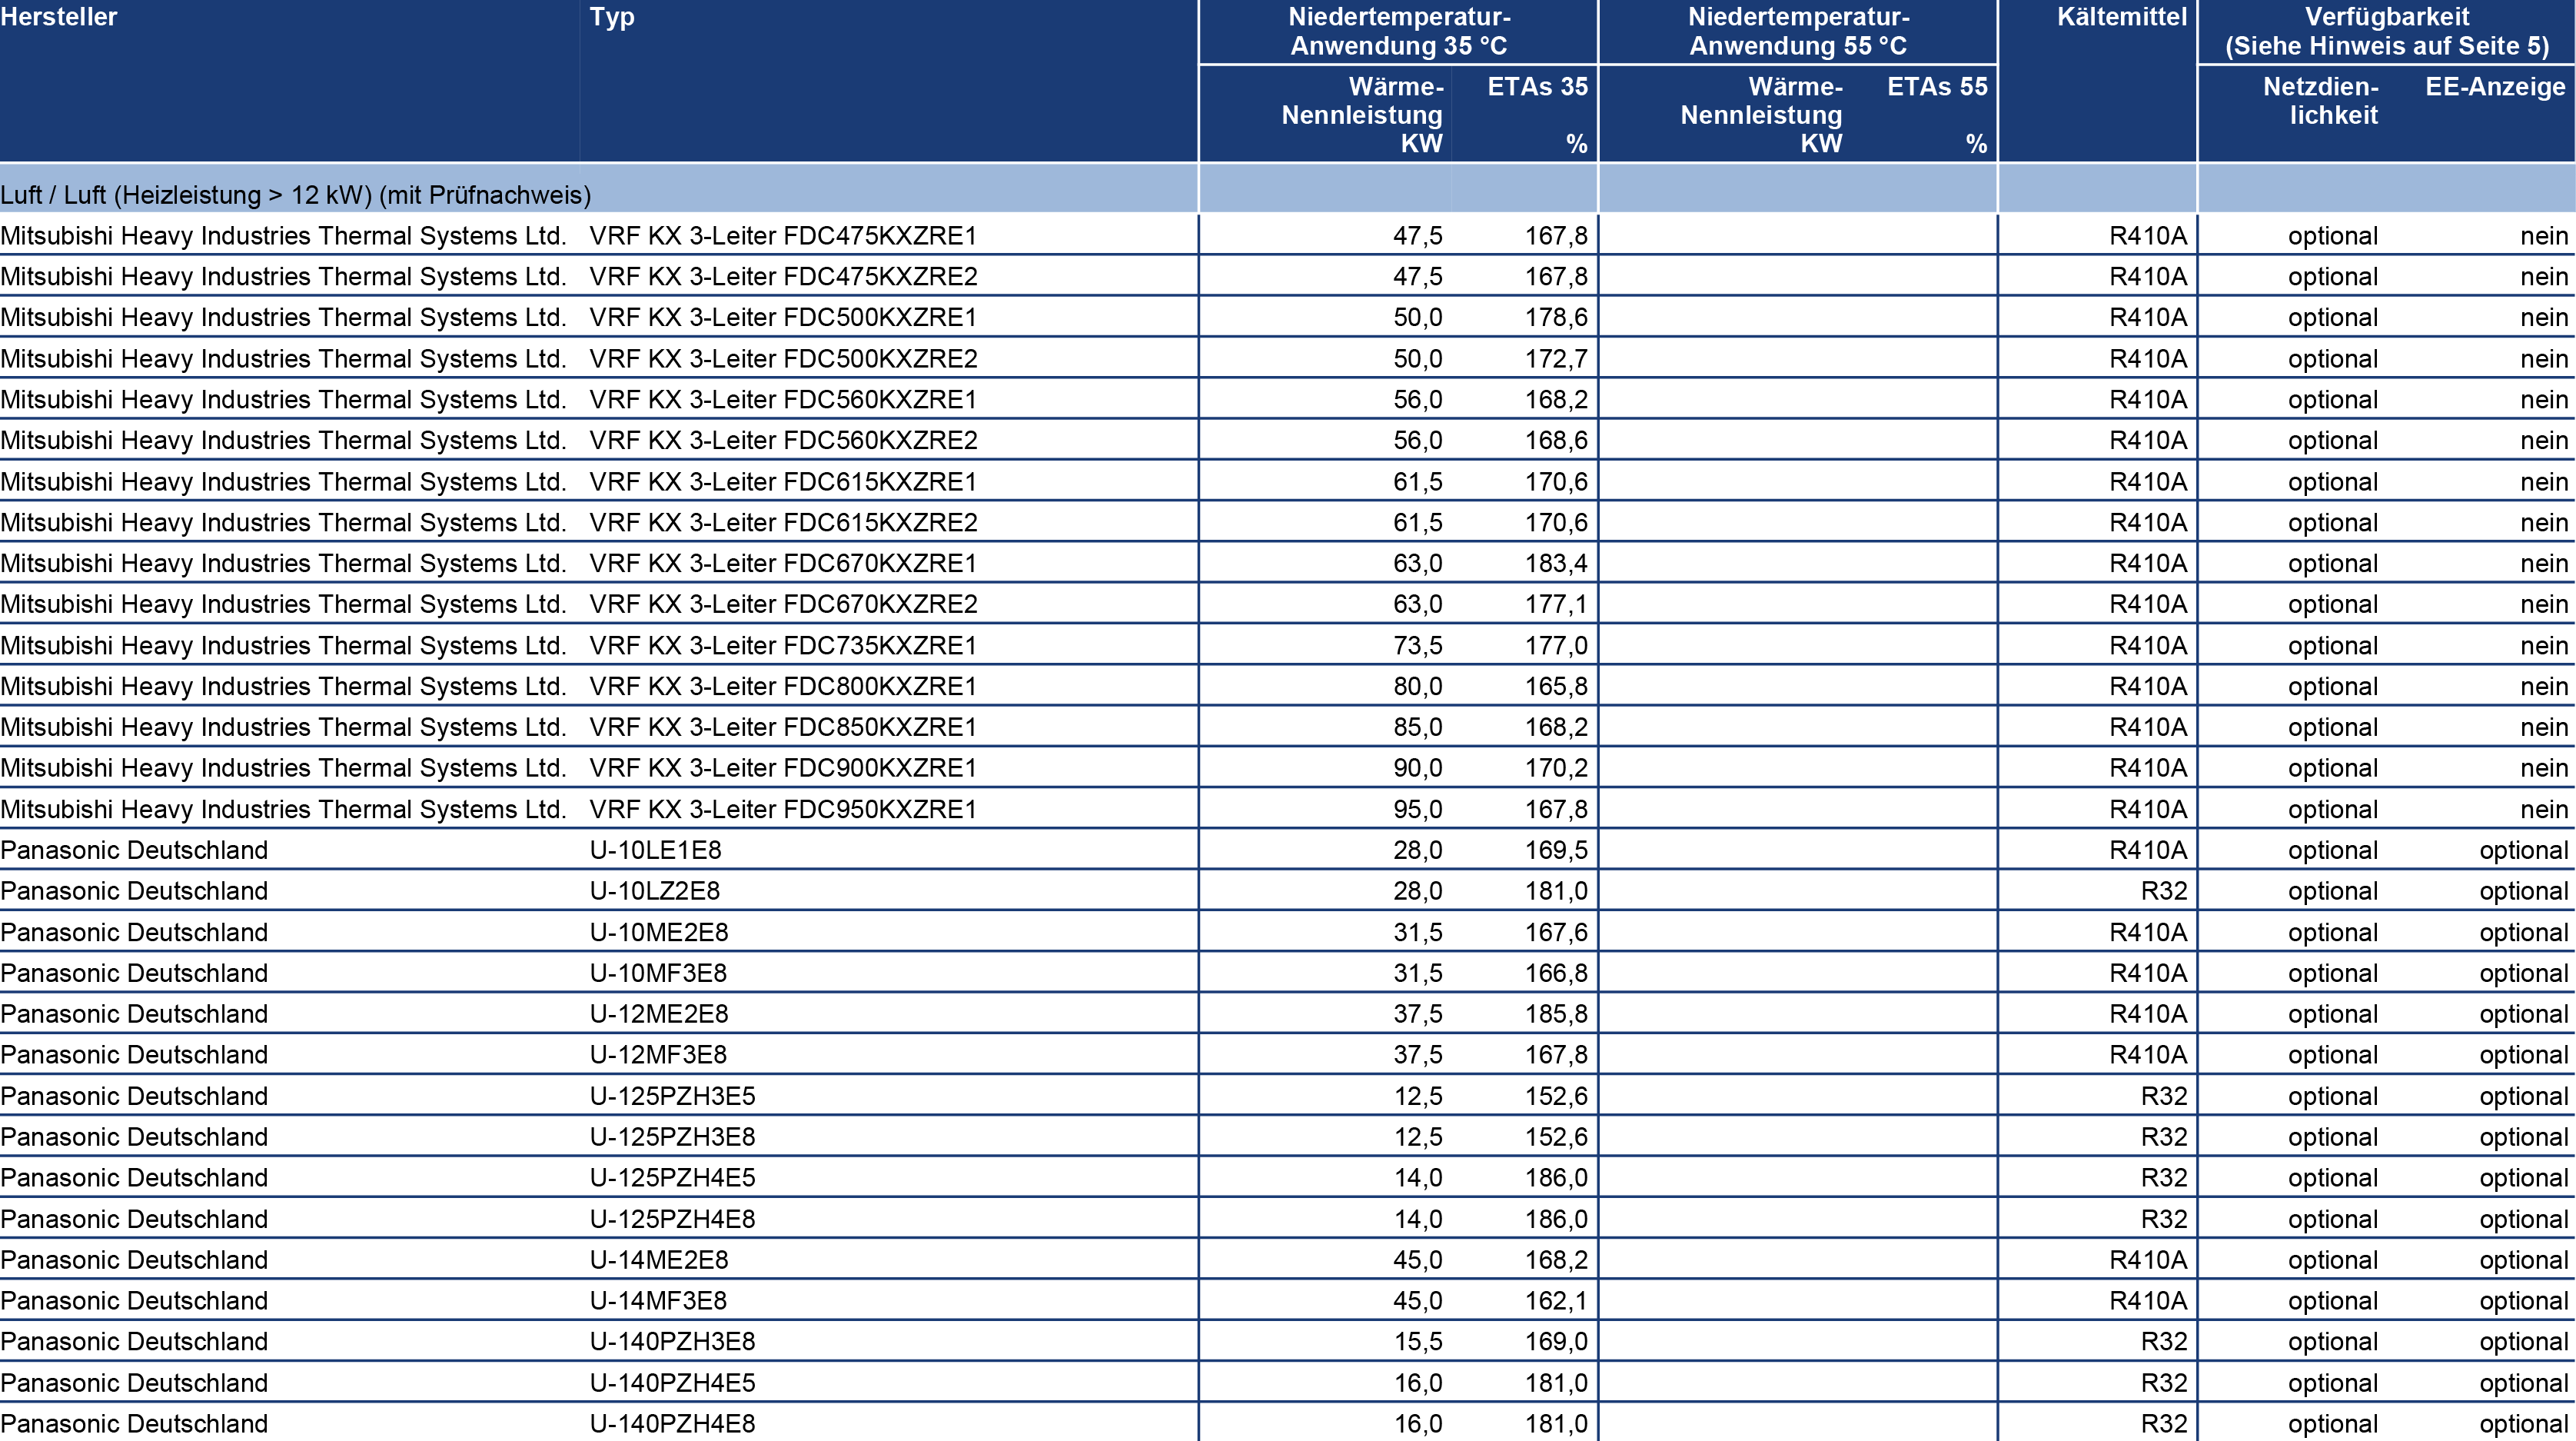 Hersteller Typ Niedertemperatur- Niedertemperatur- Kältemittel Verfügbarkeit
Anwendung 35 °C Anwendung 55 °C (Siehe Hinweis auf Seite 5)
Wärme- ETAs 35 Wärme- ETAs 55 Netzdien- EE-Anzeige
Nennleistung Nennleistung lichkeit
KW % KW %
Luft / Luft (Heizleistung > 12 kW) (mit Prüfnachweis)
Mitsubishi Heavy Industries Thermal Systems Ltd. VRF KX 3-Leiter FDC475KXZRE1 47,5 167,8 R410A optional nein
Mitsubishi Heavy Industries Thermal Systems Ltd. VRF KX 3-Leiter FDC475KXZRE2 47,5 167,8 R410A optional nein
Mitsubishi Heavy Industries Thermal Systems Ltd. VRF KX 3-Leiter FDC500KXZRE1 50,0 178,6 R410A optional nein
Mitsubishi Heavy Industries Thermal Systems Ltd. VRF KX 3-Leiter FDC500KXZRE2 50,0 172,7 R410A optional nein
Mitsubishi Heavy Industries Thermal Systems Ltd. VRF KX 3-Leiter FDC560KXZRE1 56,0 168,2 R410A optional nein
Mitsubishi Heavy Industries Thermal Systems Ltd. VRF KX 3-Leiter FDC560KXZRE2 56,0 168,6 R410A optional nein
Mitsubishi Heavy Industries Thermal Systems Ltd. VRF KX 3-Leiter FDC615KXZRE1 61,5 170,6 R410A optional nein
Mitsubishi Heavy Industries Thermal Systems Ltd. VRF KX 3-Leiter FDC615KXZRE2 61,5 170,6 R410A optional nein
Mitsubishi Heavy Industries Thermal Systems Ltd. VRF KX 3-Leiter FDC670KXZRE1 63,0 183,4 R410A optional nein
Mitsubishi Heavy Industries Thermal Systems Ltd. VRF KX 3-Leiter FDC670KXZRE2 63,0 177,1 R410A optional nein
Mitsubishi Heavy Industries Thermal Systems Ltd. VRF KX 3-Leiter FDC735KXZRE1 73,5 177,0 R410A optional nein
Mitsubishi Heavy Industries Thermal Systems Ltd. VRF KX 3-Leiter FDC800KXZRE1 80,0 165,8 R410A optional nein
Mitsubishi Heavy Industries Thermal Systems Ltd. VRF KX 3-Leiter FDC850KXZRE1 85,0 168,2 R410A optional nein
Mitsubishi Heavy Industries Thermal Systems Ltd. VRF KX 3-Leiter FDC900KXZRE1 90,0 170,2 R410A optional nein
Mitsubishi Heavy Industries Thermal Systems Ltd. VRF KX 3-Leiter FDC950KXZRE1 95,0 167,8 R410A optional nein
Panasonic Deutschland U-10LE1E8 28,0 169,5 R410A optional optional
Panasonic Deutschland U-10LZ2E8 28,0 181,0 R32 optional optional
Panasonic Deutschland U-10ME2E8 31,5 167,6 R410A optional optional
Panasonic Deutschland U-10MF3E8 31,5 166,8 R410A optional optional
Panasonic Deutschland U-12ME2E8 37,5 185,8 R410A optional optional
Panasonic Deutschland U-12MF3E8 37,5 167,8 R410A optional optional
Panasonic Deutschland U-125PZH3E5 12,5 152,6 R32 optional optional
Panasonic Deutschland U-125PZH3E8 12,5 152,6 R32 optional optional
Panasonic Deutschland U-125PZH4E5 14,0 186,0 R32 optional optional
Panasonic Deutschland U-125PZH4E8 14,0 186,0 R32 optional optional
Panasonic Deutschland U-14ME2E8 45,0 168,2 R410A optional optional
Panasonic Deutschland U-14MF3E8 45,0 162,1 R410A optional optional
Panasonic Deutschland U-140PZH3E8 15,5 169,0 R32 optional optional
Panasonic Deutschland U-140PZH4E5 16,0 181,0 R32 optional optional
Panasonic Deutschland U-140PZH4E8 16,0 181,0 R32 optional optional